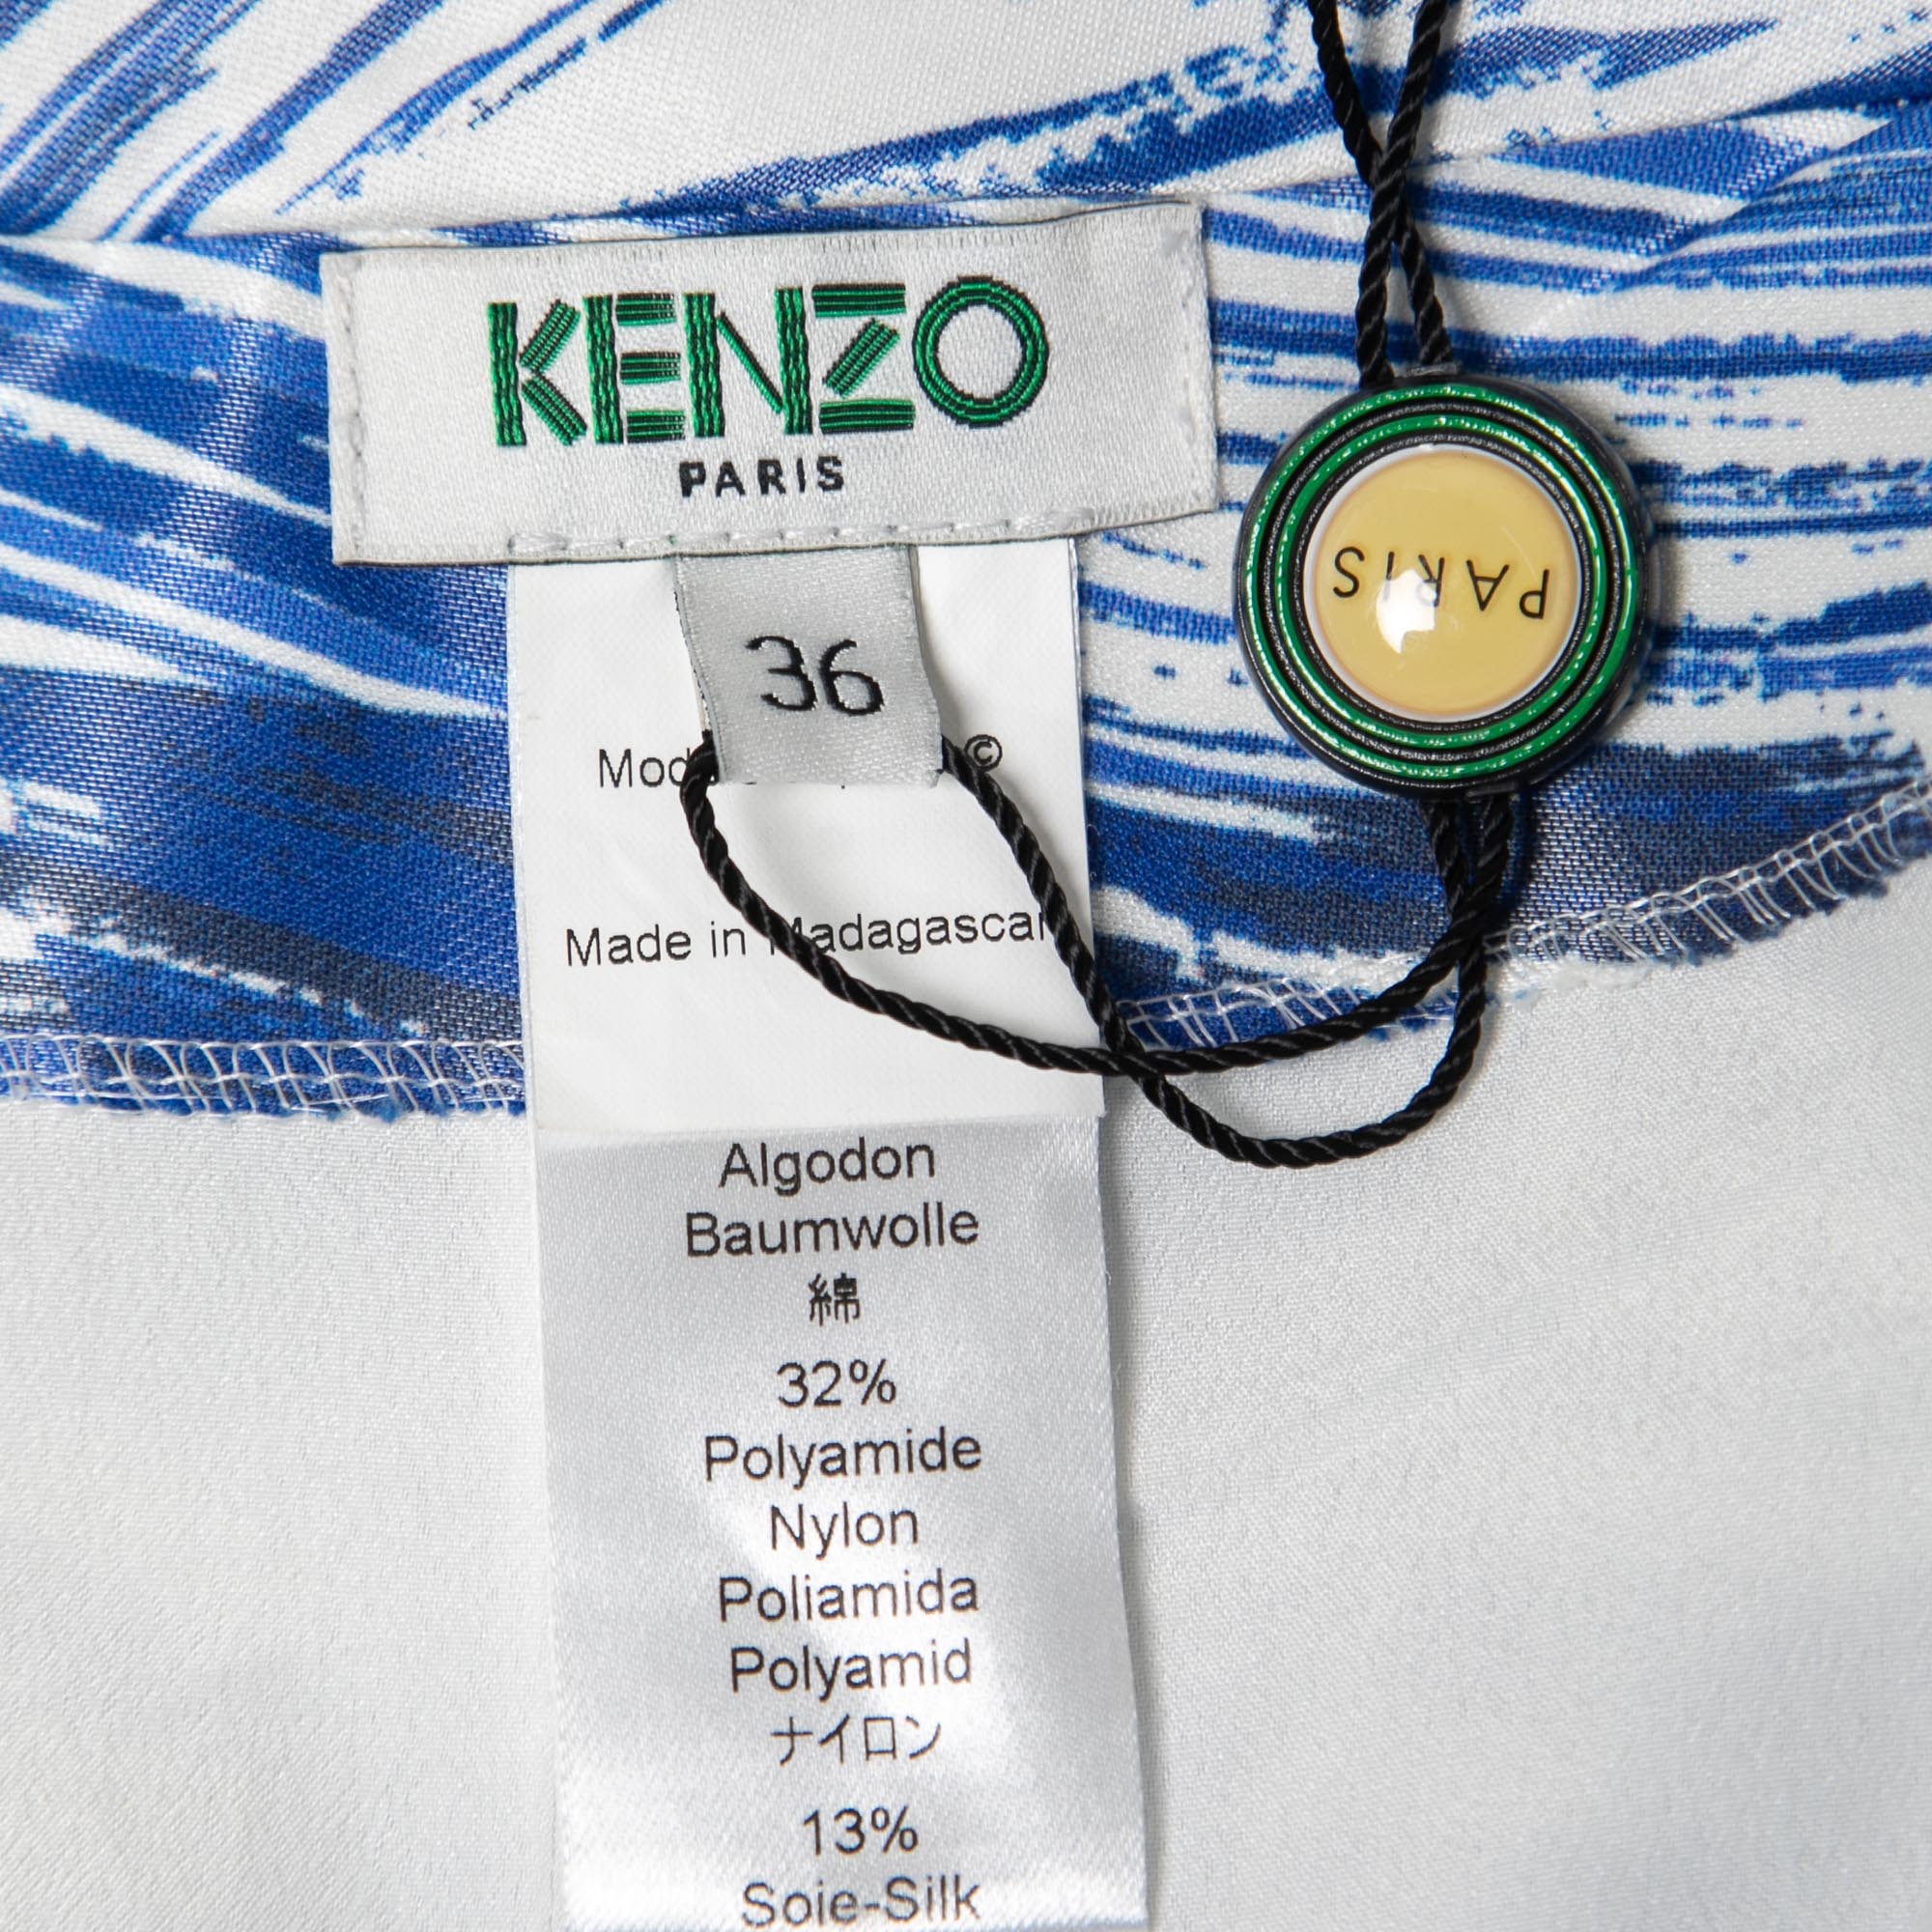 KENZO
PARIS
PARIS
36
©
Made in Madagascar
Algodon
Baumwolle
綿
32%
Polyamide
Nylon
Poliamida
Polyamid
ナイロン
13%
Soie-Silk